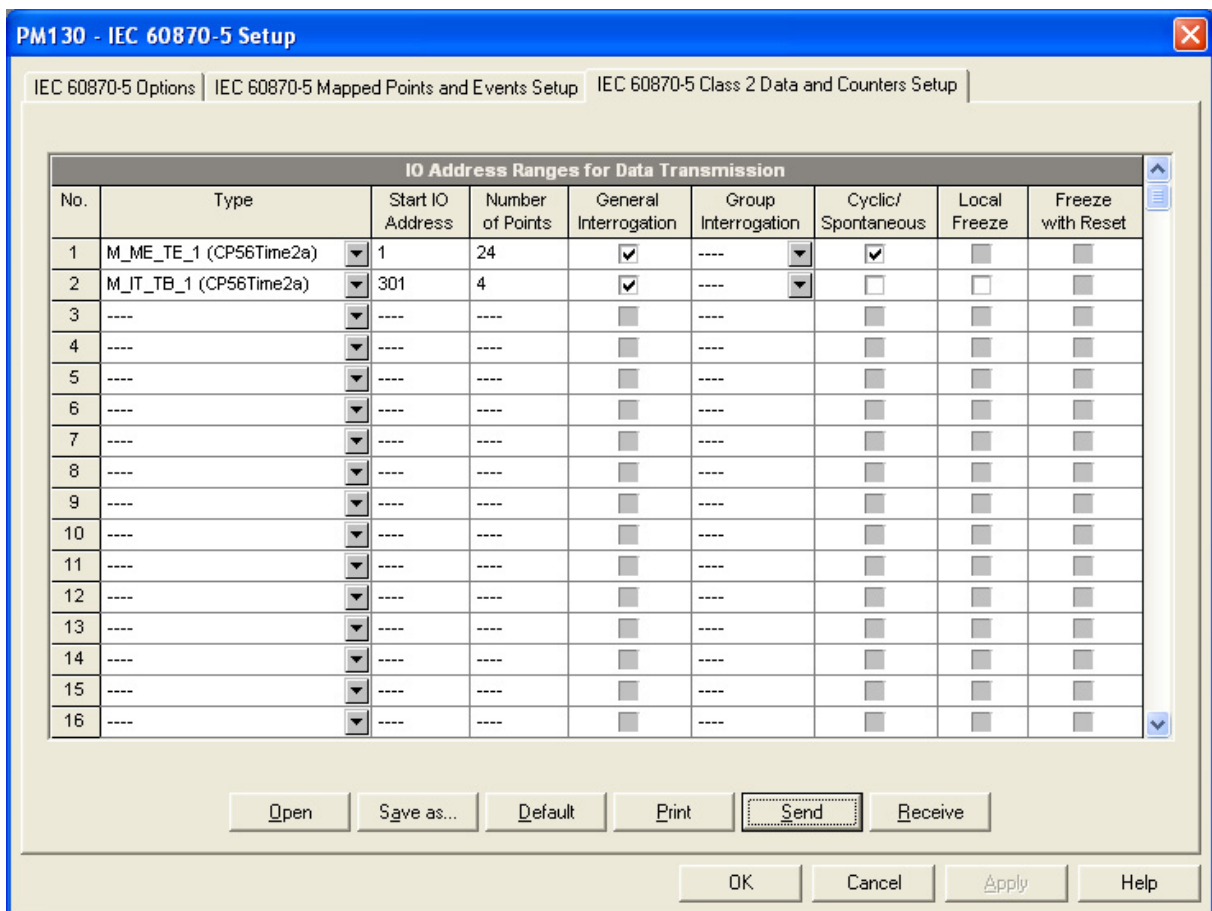 PM130 - IEC 60870-5 Setup
IEC 60870-5 Options IEC 60870-5 Mapped Points and Events Setup IEC 60870-5 Class 2 Data and Counters Setup
IO Address Ranges for Data Transmission
No. Type Start IO Address Number of Points General Interrogation Group Interrogation Cyclic/ Spontaneous Local Freeze Freeze with Reset
1 M_ME_TE_1 (CP56Time2a) 1 24 ----
2 M_IT_TB_1 (CP56Time2a) 301 4 ----
3 ---- ---- ---- ----
4 ---- ---- ---- ----
5 ---- ---- ---- ----
6 ---- ---- ---- ----
7 ---- ---- ---- ----
8 ---- ---- ---- ----
9 ---- ---- ---- ----
10 ---- ---- ---- ----
11 ---- ---- ---- ----
12 ---- ---- ---- ----
13 ---- ---- ---- ----
14 ---- ---- ---- ----
15 ---- ---- ---- ----
16 ---- ---- ---- ----
Open Save as... Default Print Send Receive
OK Cancel Apply Help